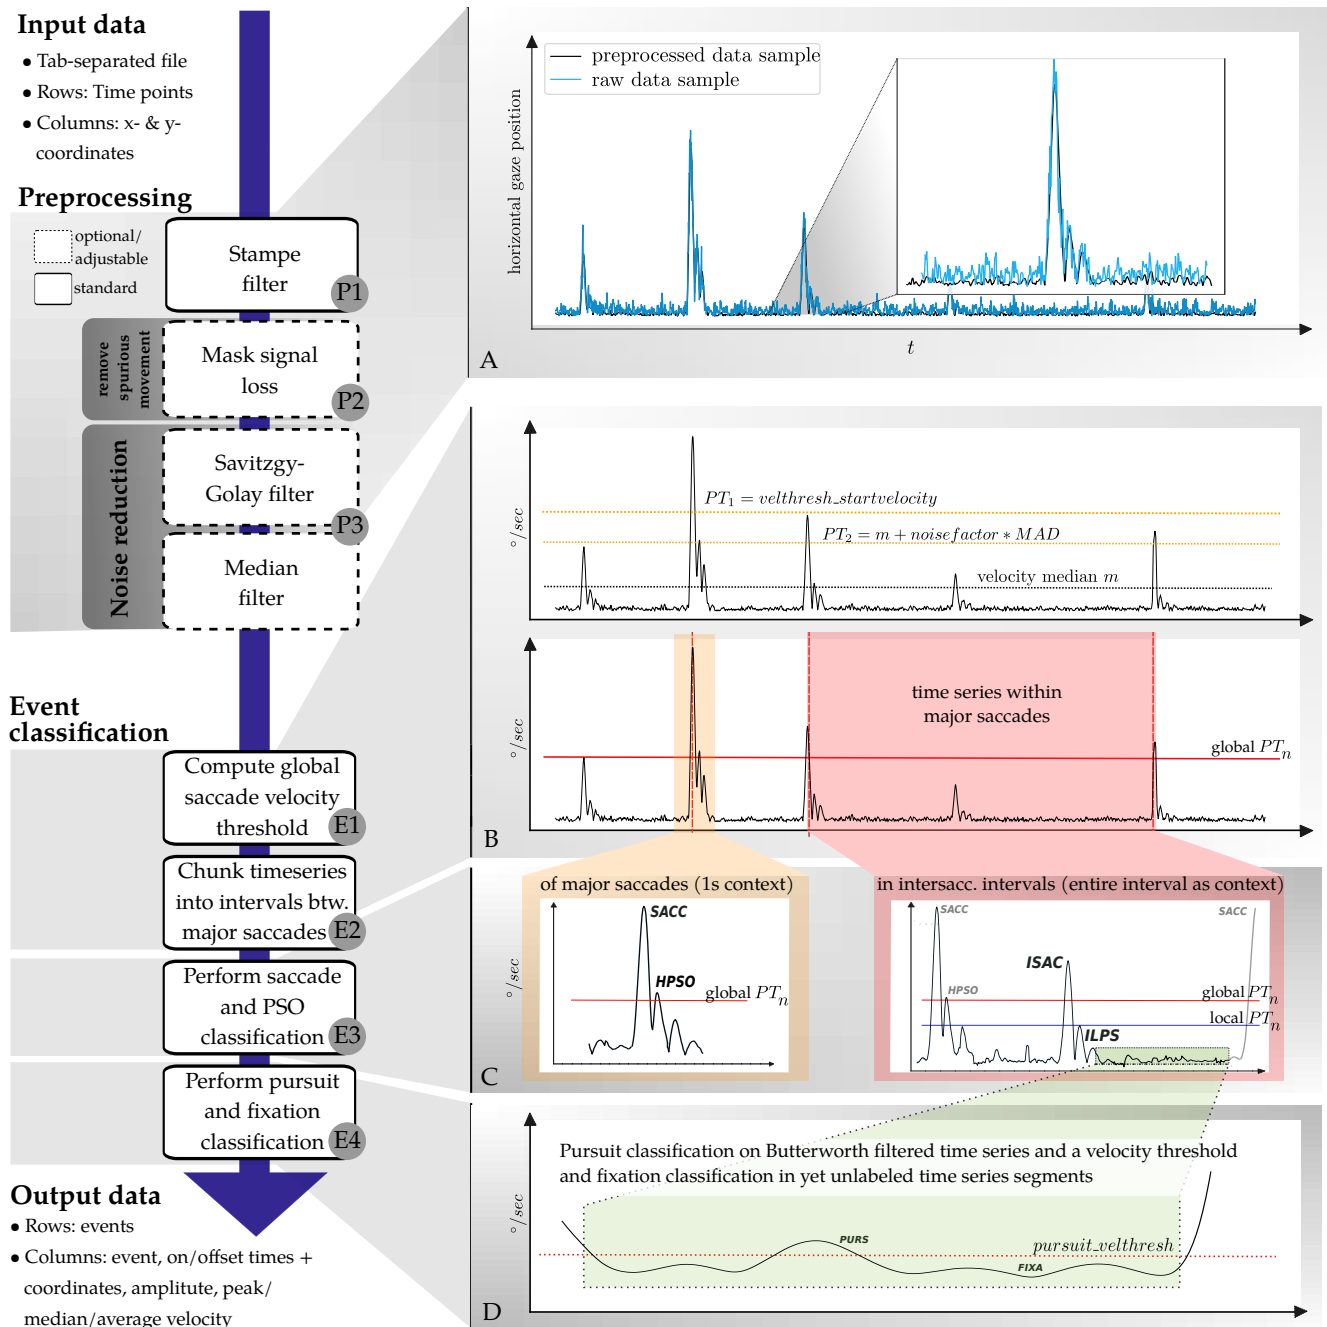 Input data
• Tab-separated file
• Rows: Time points
• Columns: x- & y-
coordinates
Preprocessing
optional/
adjustable
standard
Stampe
filter
P1
remove
spurious
movement
Mask signal
loss
P2
Noise reduction
Savitzgy-
Golay filter
P3
Median
filter
Event
classification
Compute global
saccade velocity
threshold
E1
Chunk timeseries
into intervals btw.
major saccades
E2
Perform saccade
and PSO
classification
E3
Perform pursuit
and fixation
classification
E4
Output data
• Rows: events
• Columns: event, on/offset times +
coordinates, amplitude, peak/
median/average velocity
preprocessed data sample
raw data sample
horizontal gaze position
t
A
PT₁ = velthresh_startvelocity
PT₂ = m + noisefactor * MAD
velocity median m
°/sec
time series within
major saccades
global PTₙ
°/sec
B
of major saccades (1s context)
SACC
HPSO
global PTₙ
°/sec
in intersacc. intervals (entire interval as context)
SACC
SACC
ISAC
HPSO
global PTₙ
local PTₙ
ILPS
C
Pursuit classification on Butterworth filtered time series and a velocity threshold
and fixation classification in yet unlabeled time series segments
°/sec
PURS
pursuit_velthresh
FIXA
D